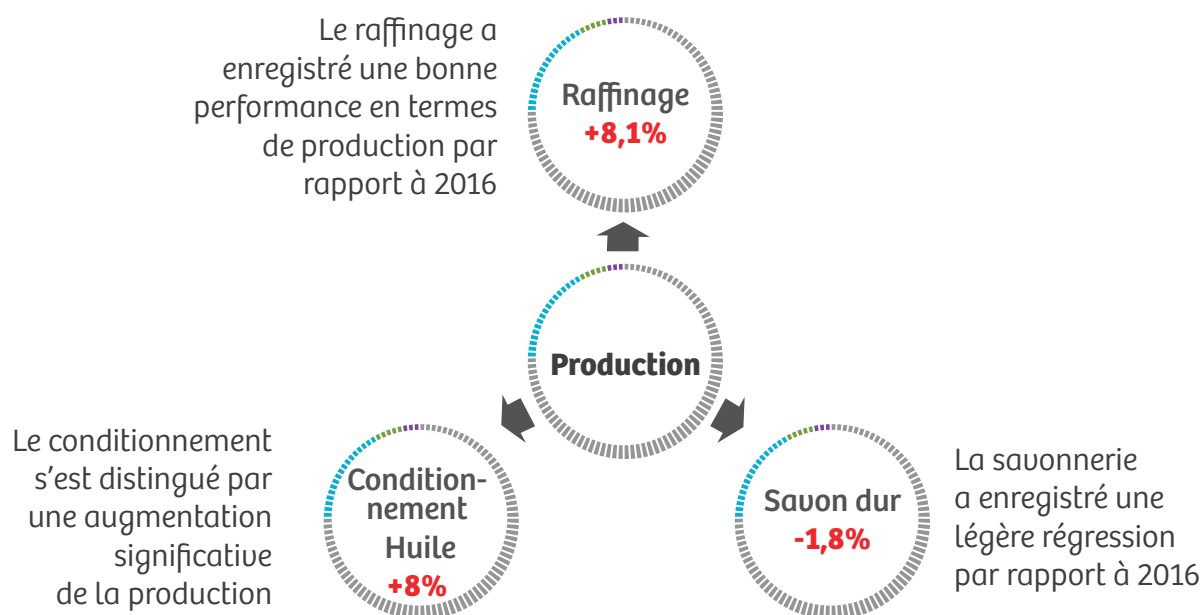 Le raffinage a
enregistré une bonne
performance en termes
de production par
rapport à 2016
Raffinage
+8,1%
Production
Le conditionnement
s'est distingué par
une augmentation
significative
de la production
Condition-
nement
Huile
+8%
Savon dur
-1,8%
La savonnerie
a enregistré une
légère régression
par rapport à 2016